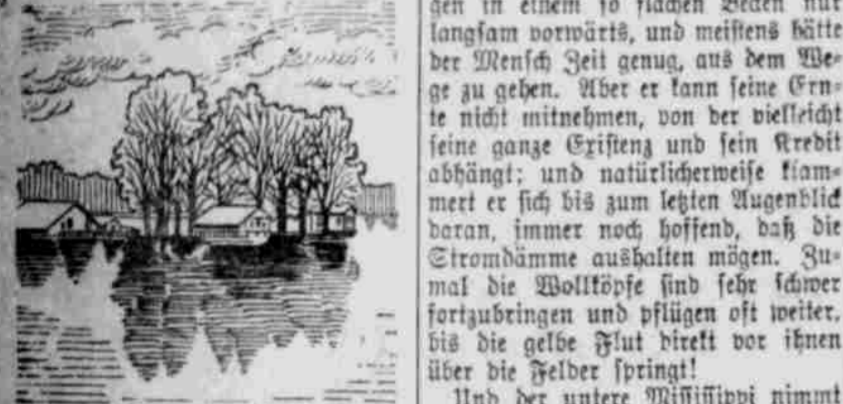 gen in einem so flachen Becken nur
langsam vorwärts, und meistens hätte
der Mensch Zeit genug, aus dem We-
ge zu gehen. Aber er kann seine Ern-
te nicht mitnehmen, von der vielleicht
seine ganze Existenz und sein Kredit
abhängt; und natürlicherweise klam-
mert er sich bis zum letzten Augenblick
daran, immer noch hoffend, daß die
Stromdämme aushalten mögen. Zu-
mal die Wollköpfe sind sehr schwer
fortzubringen und pflügen oft weiter,
bis die gelbe Flut direkt vor ihnen
über die Felder springt!
Und der untere Mississippi nimmt